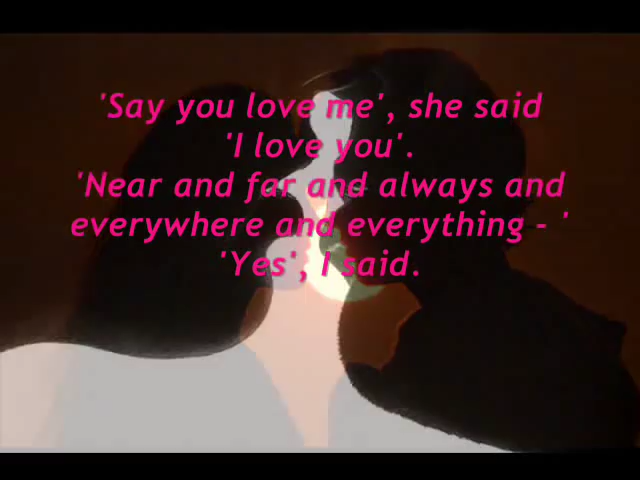 'Say you love me', she said
'I love you'.
'Near and far and always and
everywhere and everything - '
'Yes', I said.